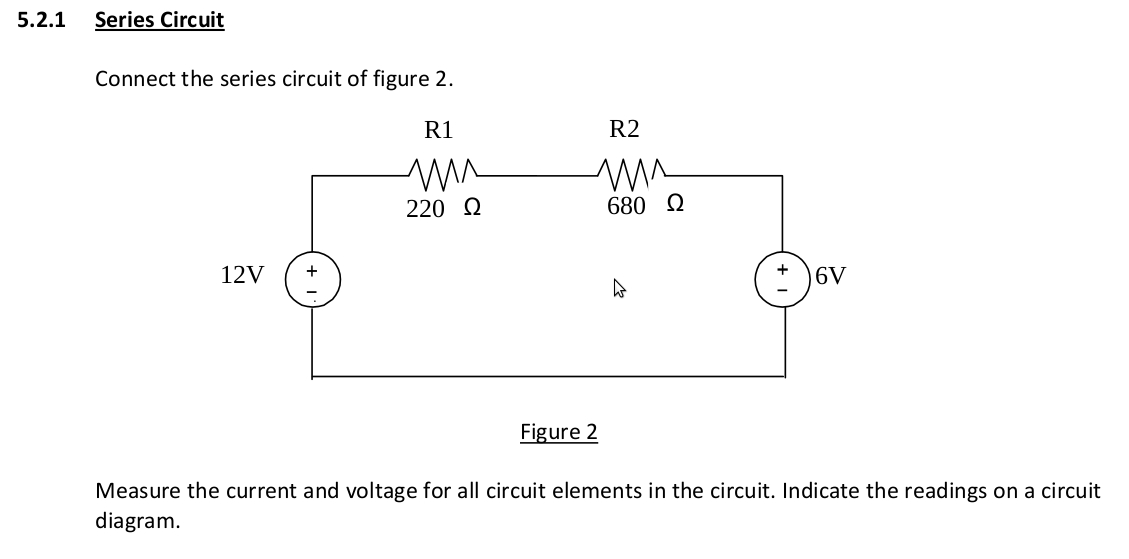 5.2.1 Series Circuit
Connect the series circuit of figure 2.
R1 R2
220 Ω 680 Ω
12V + − + − 6V
Figure 2
Measure the current and voltage for all circuit elements in the circuit. Indicate the readings on a circuit
diagram.